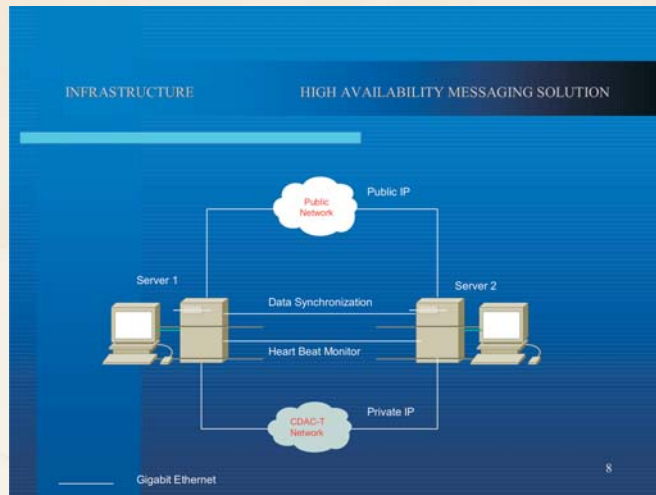 INFRASTRUCTURE HIGH AVAILABILITY MESSAGING SOLUTION
Public IP
Public
Network
Server 1
Server 2
Data Synchronization
Heart Beat Monitor
CDAC-T
Network
Private IP
8
Gigabit Ethernet